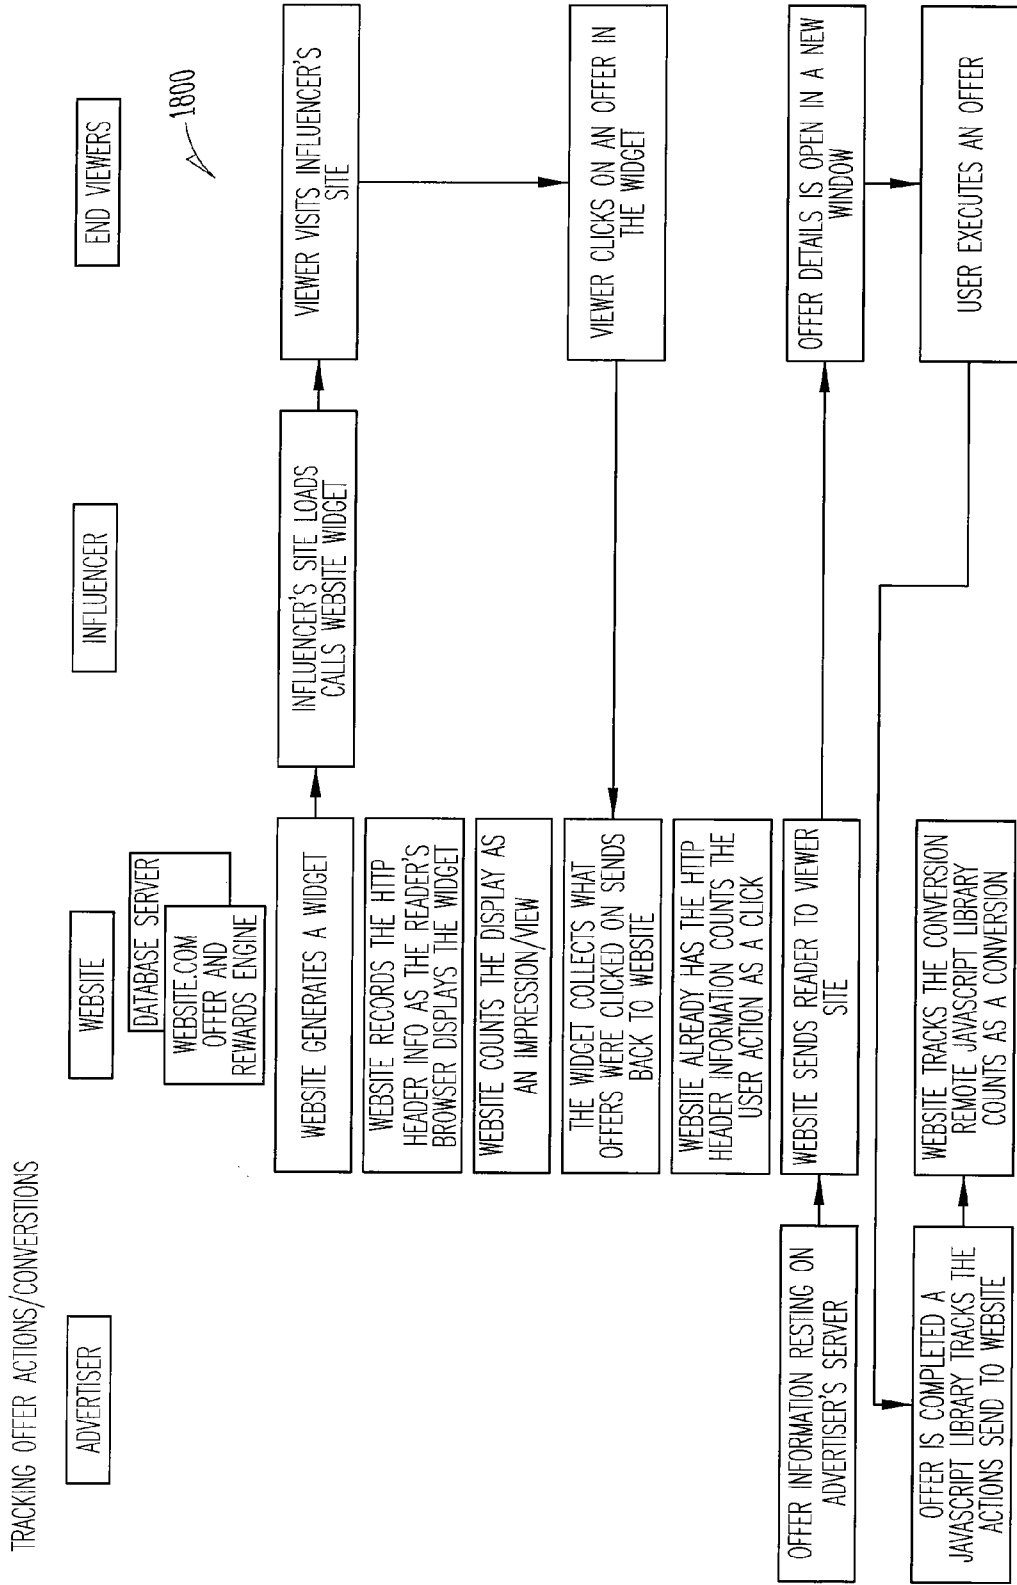 TRACKING OFFER ACTIONS/CONVERSTIONS
ADVERTISER
WEBSITE
INFLUENCER
END VIEWERS
1800
DATABASE SERVER
WEBSITE.COM
OFFER AND
REWARDS ENGINE
WEBSITE GENERATES A WIDGET
INFLUENCER'S SITE LOADS
CALLS WEBSITE WIDGET
VIEWER VISITS INFLUENCER'S
SITE
WEBSITE RECORDS THE HTTP
HEADER INFO AS THE READER'S
BROWSER DISPLAYS THE WIDGET
WEBSITE COUNTS THE DISPLAY AS
AN IMPRESSION/VIEW
THE WIDGET COLLECTS WHAT
OFFERS WERE CLICKED ON SENDS
BACK TO WEBSITE
VIEWER CLICKS ON AN OFFER IN
THE WIDGET
WEBSITE ALREADY HAS THE HTTP
HEADER INFORMATION COUNTS THE
USER ACTION AS A CLICK
OFFER INFORMATION RESTING ON
ADVERTISER'S SERVER
WEBSITE SENDS READER TO VIEWER
SITE
OFFER DETAILS IS OPEN IN A NEW
WINDOW
OFFER IS COMPLETED A
JAVASCRIPT LIBRARY TRACKS THE
ACTIONS SEND TO WEBSITE
WEBSITE TRACKS THE CONVERSION
REMOTE JAVASCRIPT LIBRARY
COUNTS AS A CONVERSION
USER EXECUTES AN OFFER